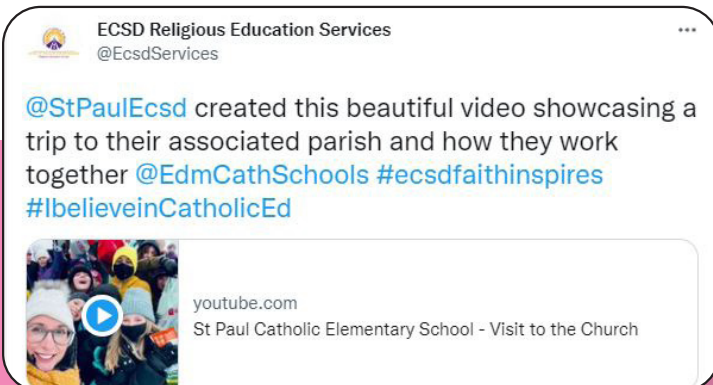 ECSD Religious Education Services
@EcsdServices
@StPaulEcsd created this beautiful video showcasing a
trip to their associated parish and how they work
together @EdmCathSchools #ecsdfaithinspires
#IbelieveinCatholicEd
youtube.com
St Paul Catholic Elementary School - Visit to the Church